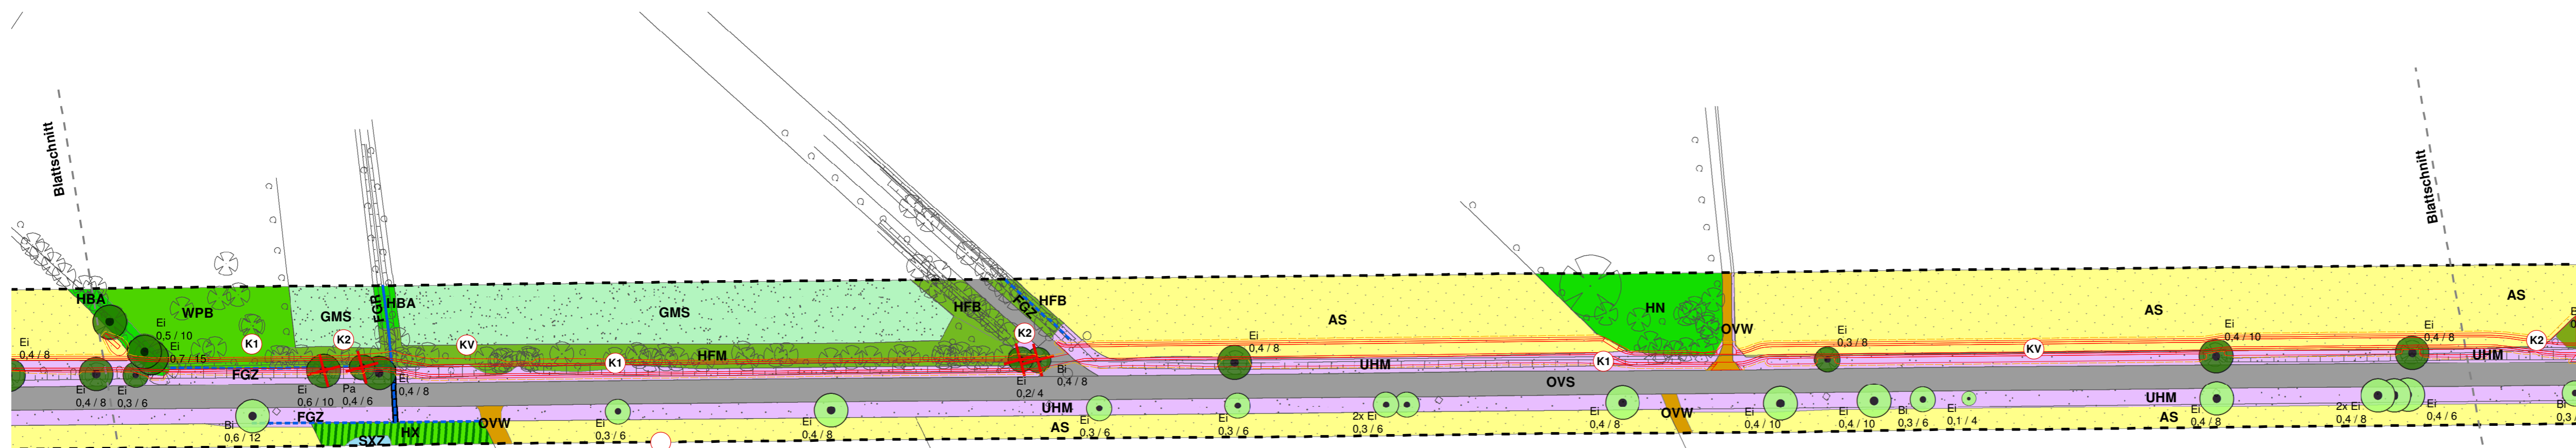 Blattschnitt
Blattschnitt
HBA
WPB
Ei
0,5 / 10
Ei
0,7 / 15
Ei
0,4 / 8
K1
GMS
K2
FGR
HBA
GMS
KV
K1
HFM
HFB
FGZ
HFB
K2
AS
Ei
0,4 / 8
UHM
K1
HN
OVW
Ei
0,3 / 8
AS
KV
Ei
0,4 / 10
Ei
0,4 / 8
AS
K2
UHM
FGZ
Ei
0,4 / 8
Ei
0,3 / 6
Ei
0,6 / 10
Pa
0,4 / 6
Ei
0,4 / 8
Ei
0,2/ 4
Bi
0,4 / 8
OVS
Bi
0,6 / 12
FGZ
SXZ
HX
OVW
Ei
0,3 / 6
Ei
0,4 / 8
UHM
AS
Ei
0,3 / 6
Ei
0,3 / 6
2x Ei
0,3 / 6
Ei
0,4 / 8
OVW
Ei
0,4 / 10
Ei
0,4 / 10
Bi
0,3 / 6
Ei
0,1 / 4
UHM
AS
Ei
0,4 / 8
2x Ei
0,4 / 8
Ei
0,4 / 6
Bi